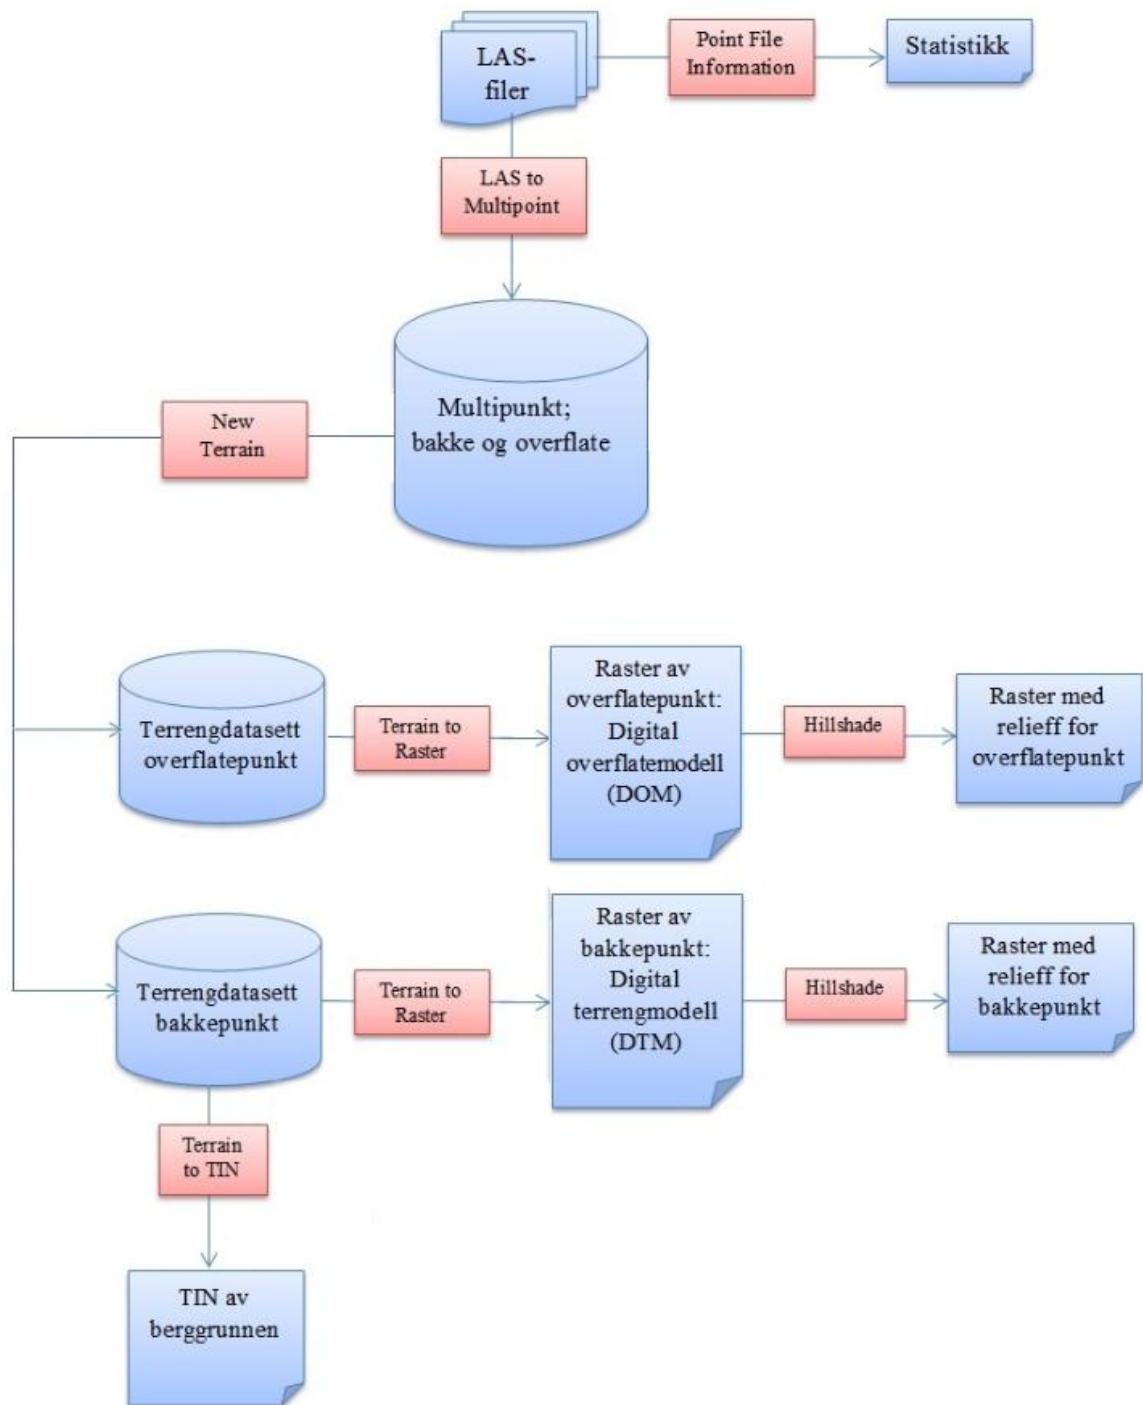 LAS-
filer
Point File
Information
Statistikk
LAS to
Multipoint
Multipunkt;
bakke og overflate
New
Terrain
Terrengdatasett
overflatepunkt
Terrain to
Raster
Raster av
overflatepunkt:
Digital
overflatemodell
(DOM)
Hillshade
Raster med
relieff for
overflatepunkt
Terrengdatasett
bakkepunkt
Terrain to
Raster
Raster av
bakkepunkt:
Digital
terrengmodell
(DTM)
Hillshade
Raster med
relieff for
bakkepunkt
Terrain
to TIN
TIN av
berggrunnen